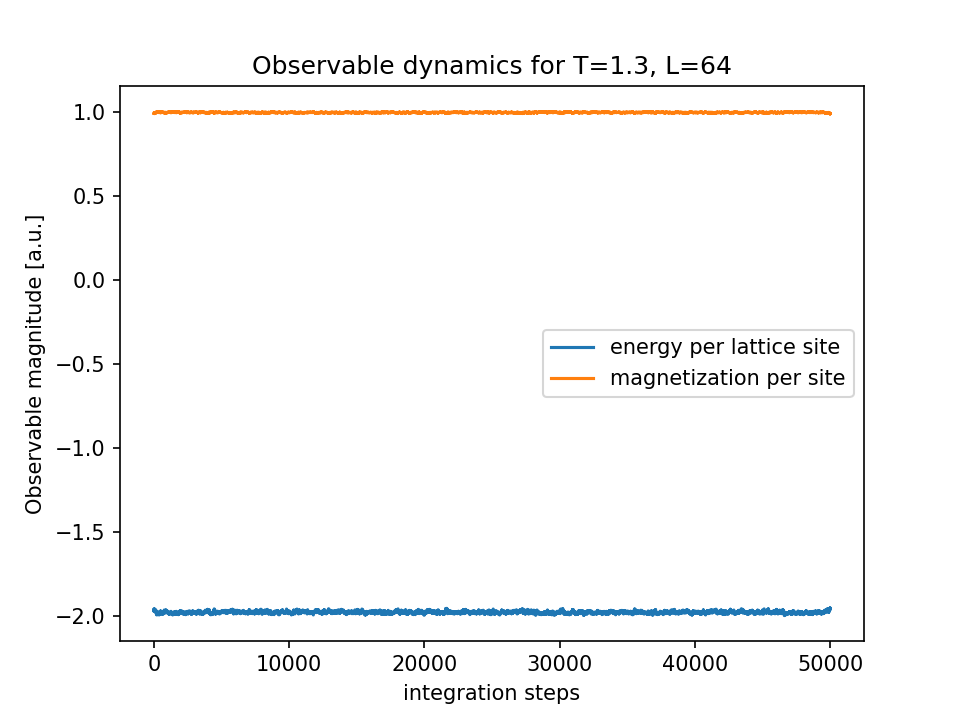 Observable dynamics for T=1.3, L=64
Observable magnitude [a.u.]
1.0
0.5
0.0
−0.5
−1.0
−1.5
−2.0
energy per lattice site
magnetization per site
0 10000 20000 30000 40000 50000
integration steps